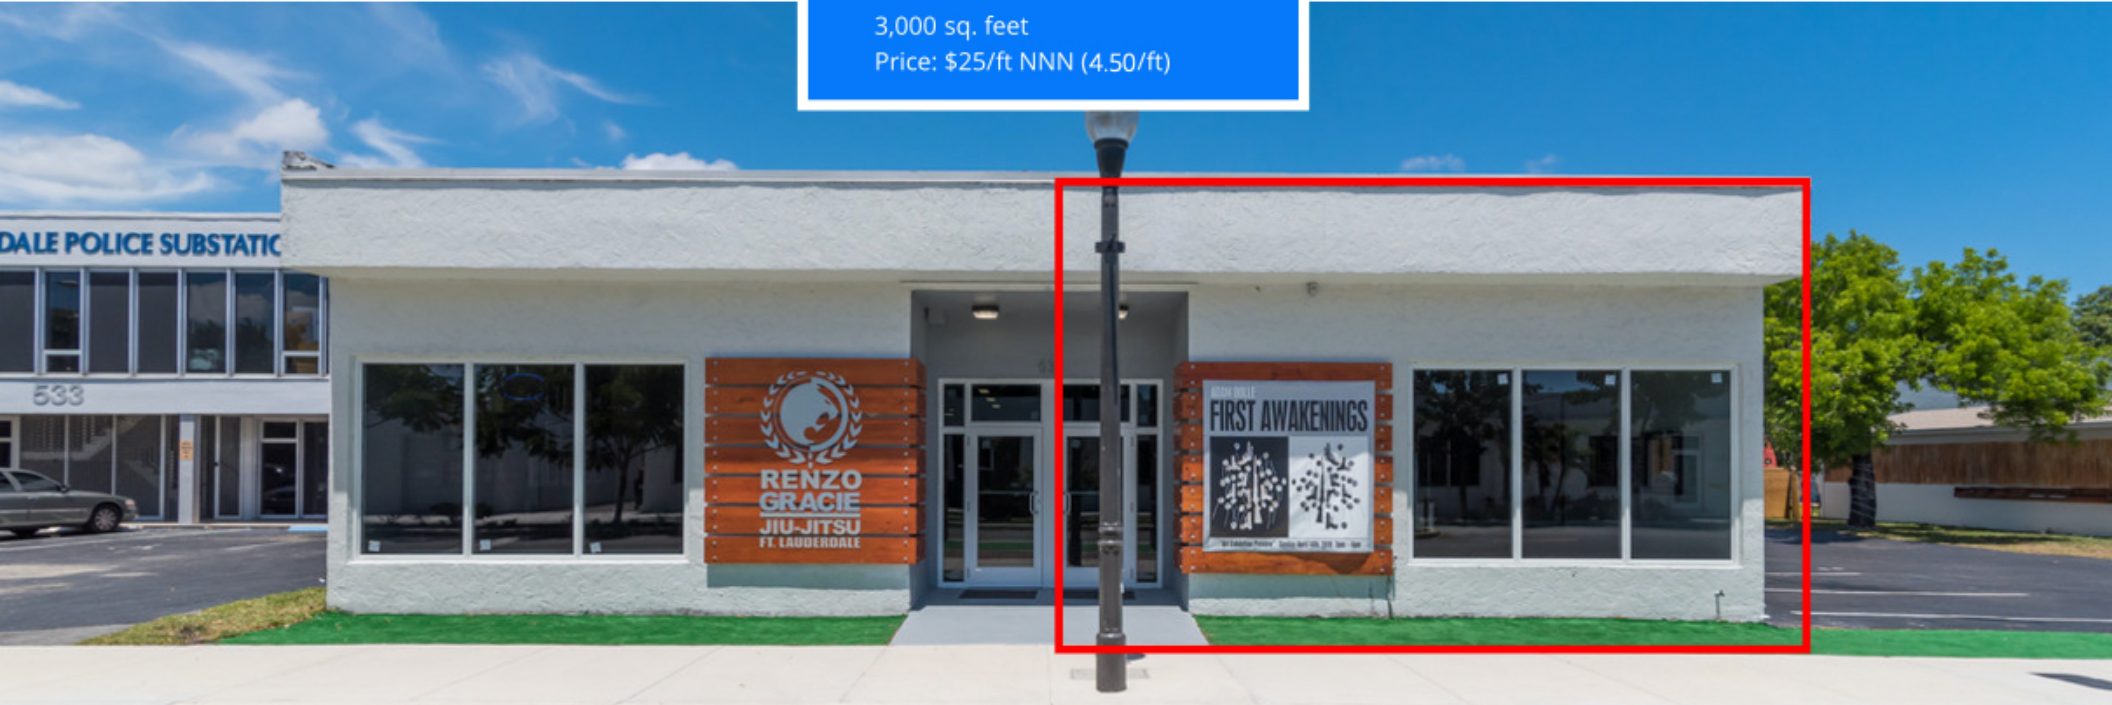 3,000 sq. feet
Price: $25/ft NNN (4.50/ft)
DALE POLICE SUBSTATIO
533
RENZO
GRACIE
JIU-JITSU
FT. LAUDERDALE
FIRST AWAKENINGS